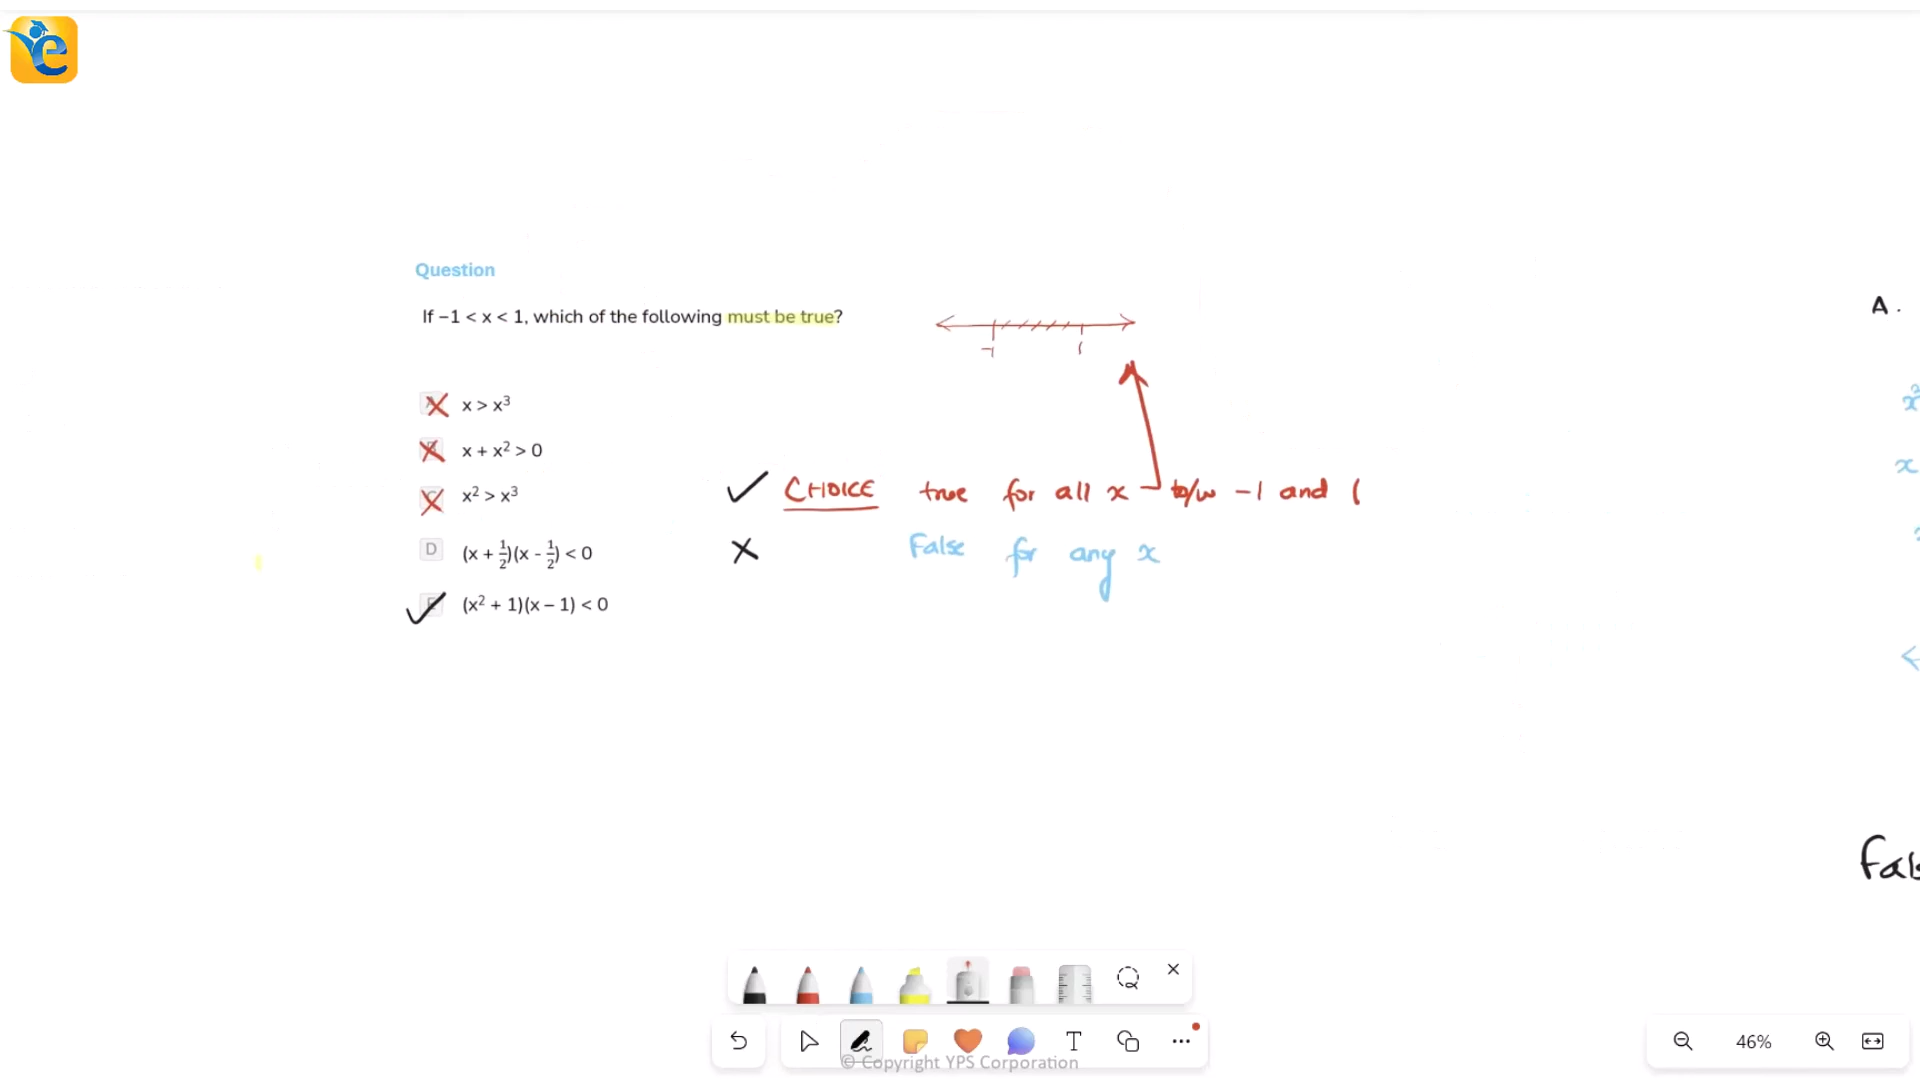 Question
If −1 < x < 1, which of the following must be true?
-1 1
A x > x³
B x + x² > 0
C x² > x³
D (x + 1/2)(x - 1/2) < 0
E (x² + 1)(x – 1) < 0
CHOICE true for all x b/w -1 and 1
False for any x
A.
x²
x
46%
© Copyright YPS Corporation